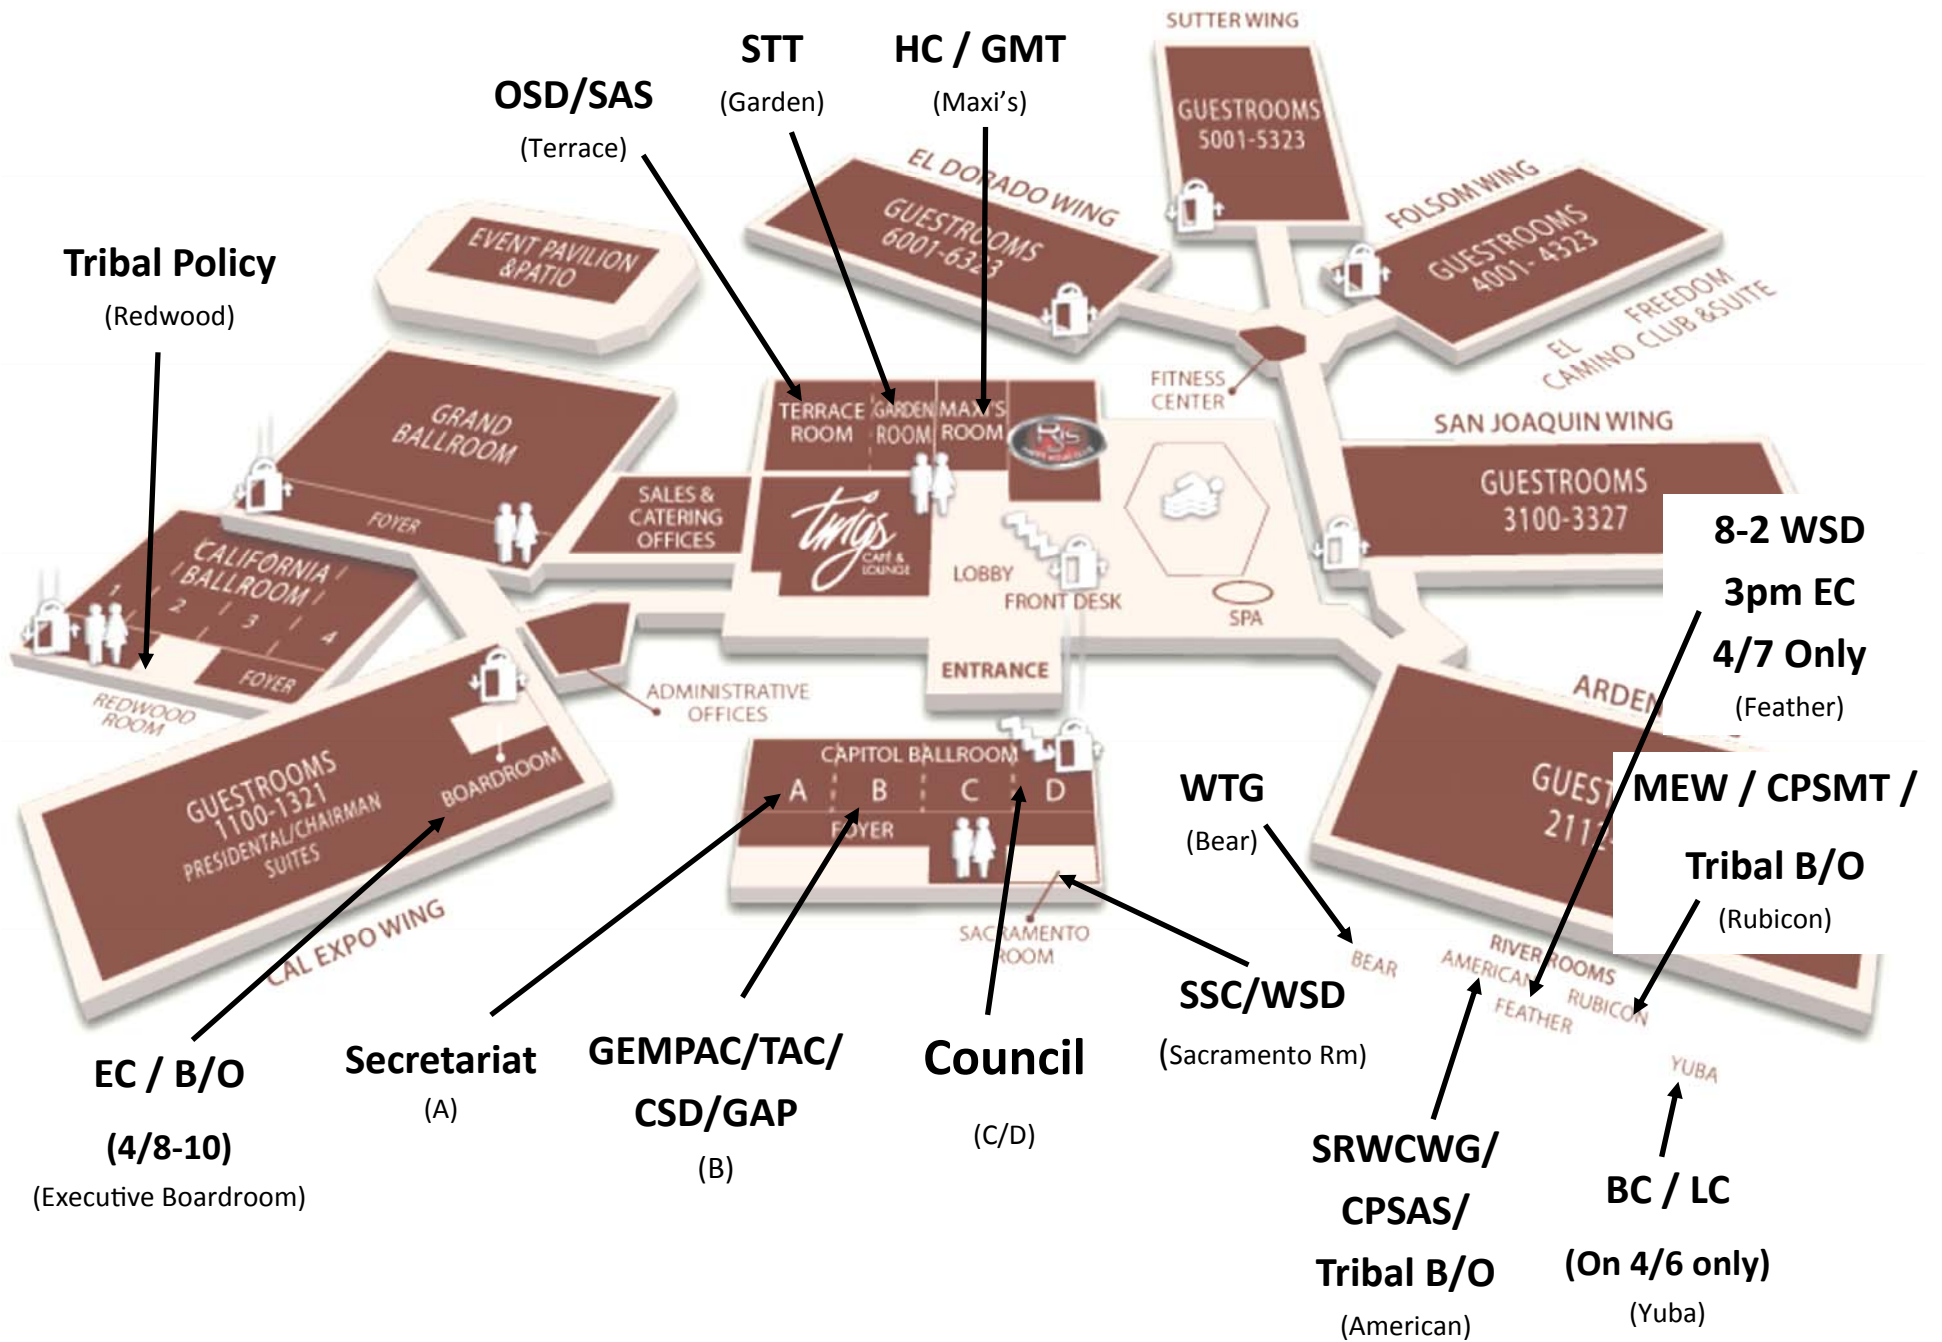 SUTTER WING
STT
(Garden)
HC / GMT
(Maxi's)
OSD/SAS
(Terrace)
GUESTROOMS
5001-5323
EL DORADO WING
GUESTROOMS
6001-6323
FOLSOM WING
GUESTROOMS
4001- 4323
FREEDOM
EL
CAMINO CLUB &SUITE
Tribal Policy
(Redwood)
EVENT PAVILION
&PATIO
GRAND
BALLROOM
FOYER
TERRACE
ROOM
GARDEN
ROOM
MAXI'S
ROOM
RJs
FITNESS
CENTER
SAN JOAQUIN WING
GUESTROOMS
3100-3327
SALES &
CATERING
OFFICES
twigs
CAFÉ &
LOUNGE
LOBBY
FRONT DESK
SPA
ENTRANCE
CALIFORNIA
BALLROOM
1
2
3
4
FOYER
REDWOOD
ROOM
ADMINISTRATIVE
OFFICES
8-2 WSD
3pm EC
4/7 Only
(Feather)
ARDEN
GUEST
2112-
MEW / CPSMT /
Tribal B/O
(Rubicon)
GUESTROOMS
1100-1321
PRESIDENTAL/CHAIRMAN
SUITES
BOARDROOM
CAL EXPO WING
CAPITOL BALLROOM
A
B
C
D
FOYER
SACRAMENTO
ROOM
WTG
(Bear)
BEAR
RIVER ROOMS
AMERICAN
RUBICON
FEATHER
YUBA
EC / B/O
(4/8-10)
(Executive Boardroom)
Secretariat
(A)
GEMPAC/TAC/
CSD/GAP
(B)
Council
(C/D)
SSC/WSD
(Sacramento Rm)
SRWCWG/
CPSAS/
Tribal B/O
(American)
BC / LC
(On 4/6 only)
(Yuba)